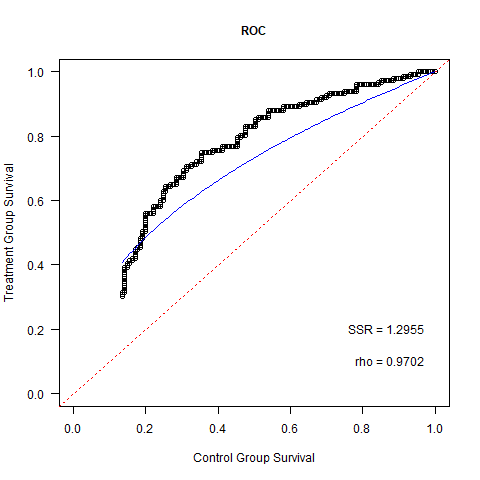 ROC
Treatment Group Survival
1.0
0.8
0.6
0.4
0.2
0.0
SSR = 1.2955
rho = 0.9702
0.0 0.2 0.4 0.6 0.8 1.0
Control Group Survival